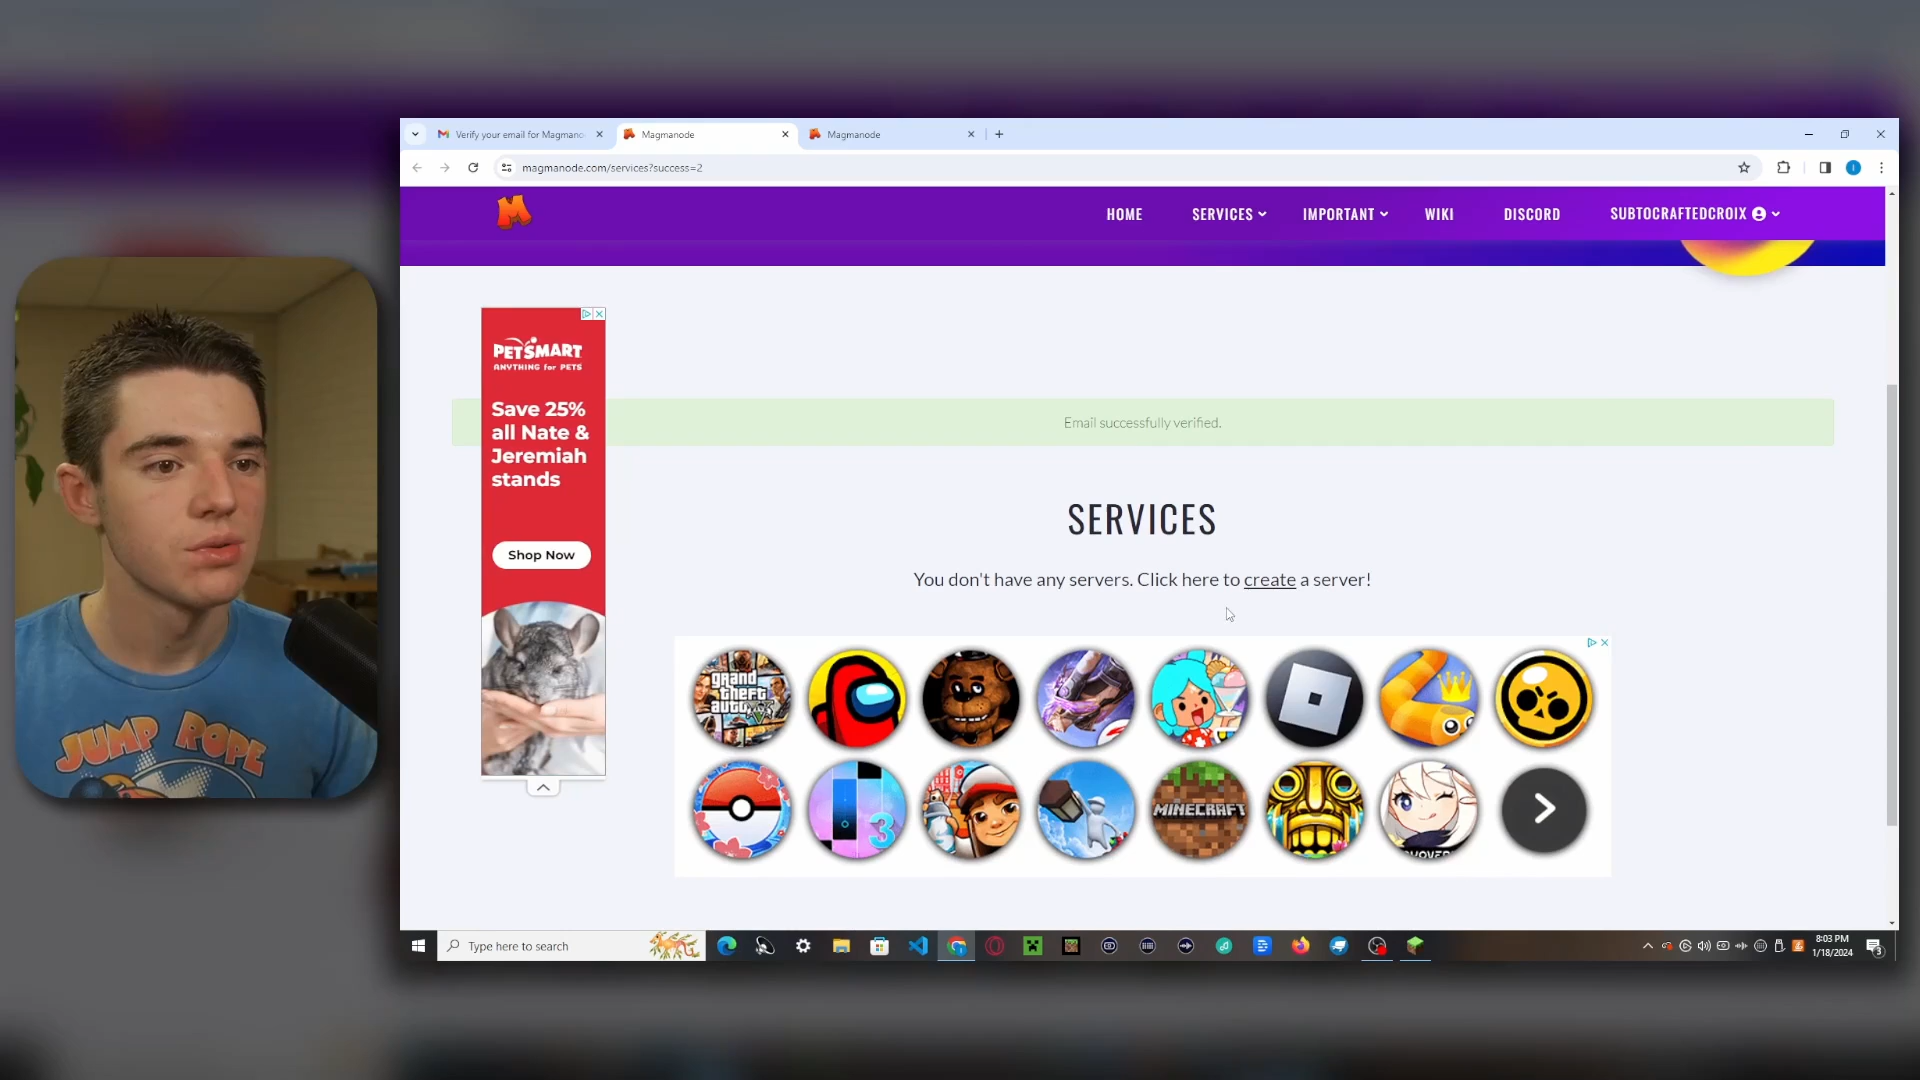 Verify your email for Magmano
Magmanode
Magmanode
magmanode.com/services?success=2
HOME
SERVICES
IMPORTANT
WIKI
DISCORD
SUBTOCRAFTEDCROIX
PETSMART
ANYTHING for PETS
Save 25%
all Nate &
Jeremiah
stands
Shop Now
Email successfully verified.
SERVICES
You don't have any servers. Click here to create a server!
grand
theft
auto
V
3
MINECRAFT
JUMP ROPE
Type here to search
8:03 PM
1/18/2024
3